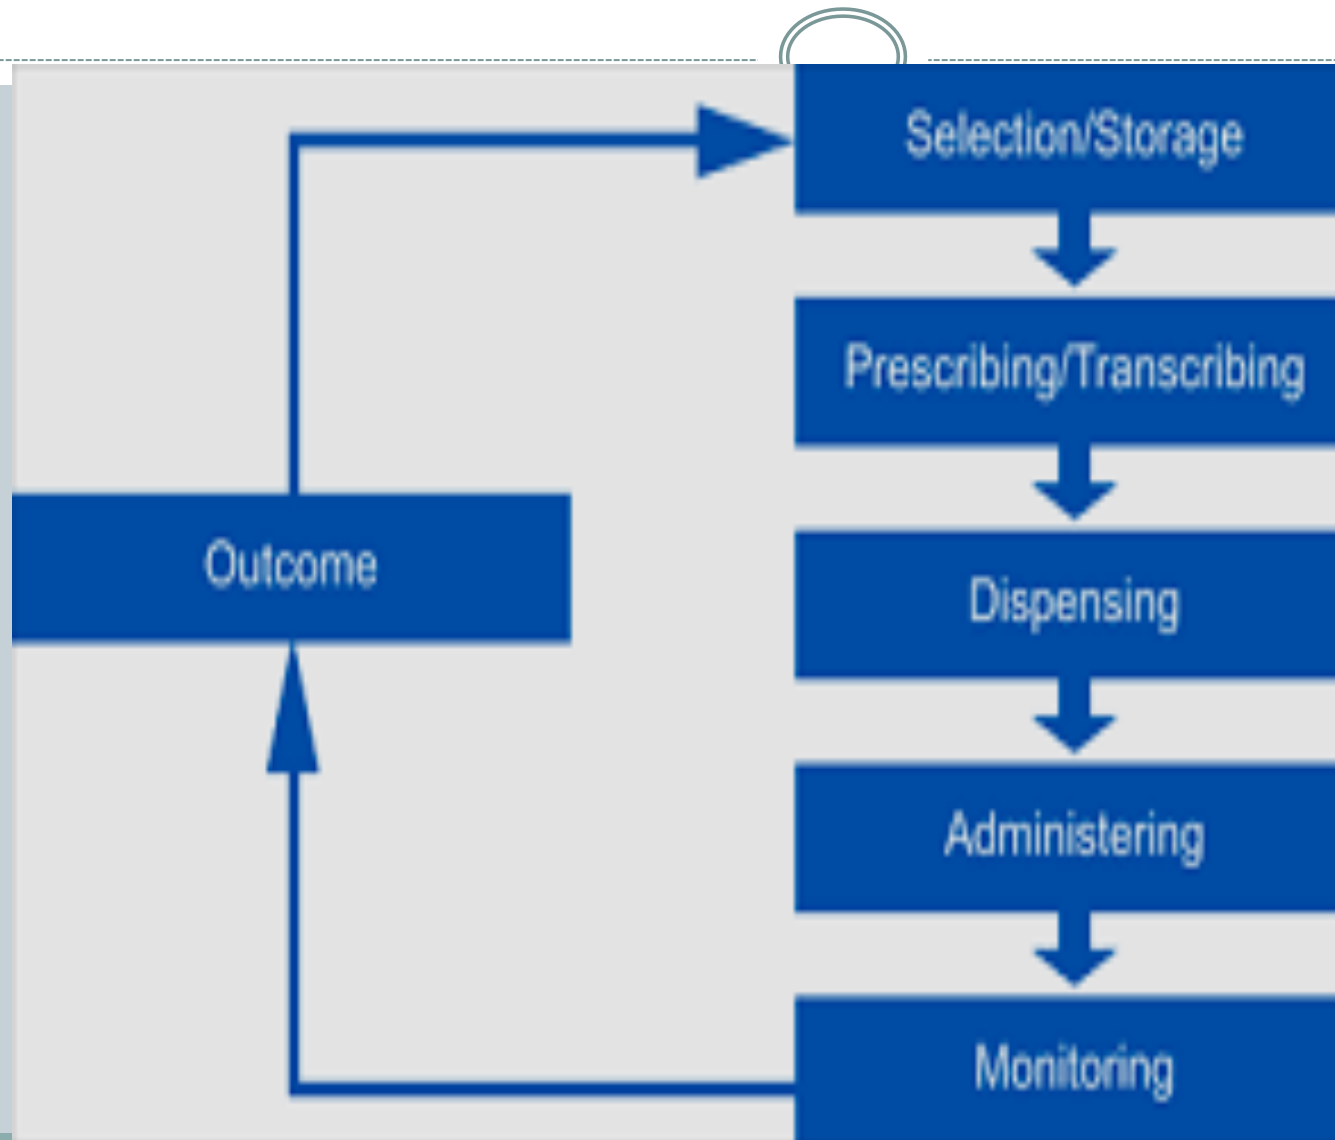 Selection/Storage
Prescribing/Transcribing
Dispensing
Administering
Monitoring
Outcome